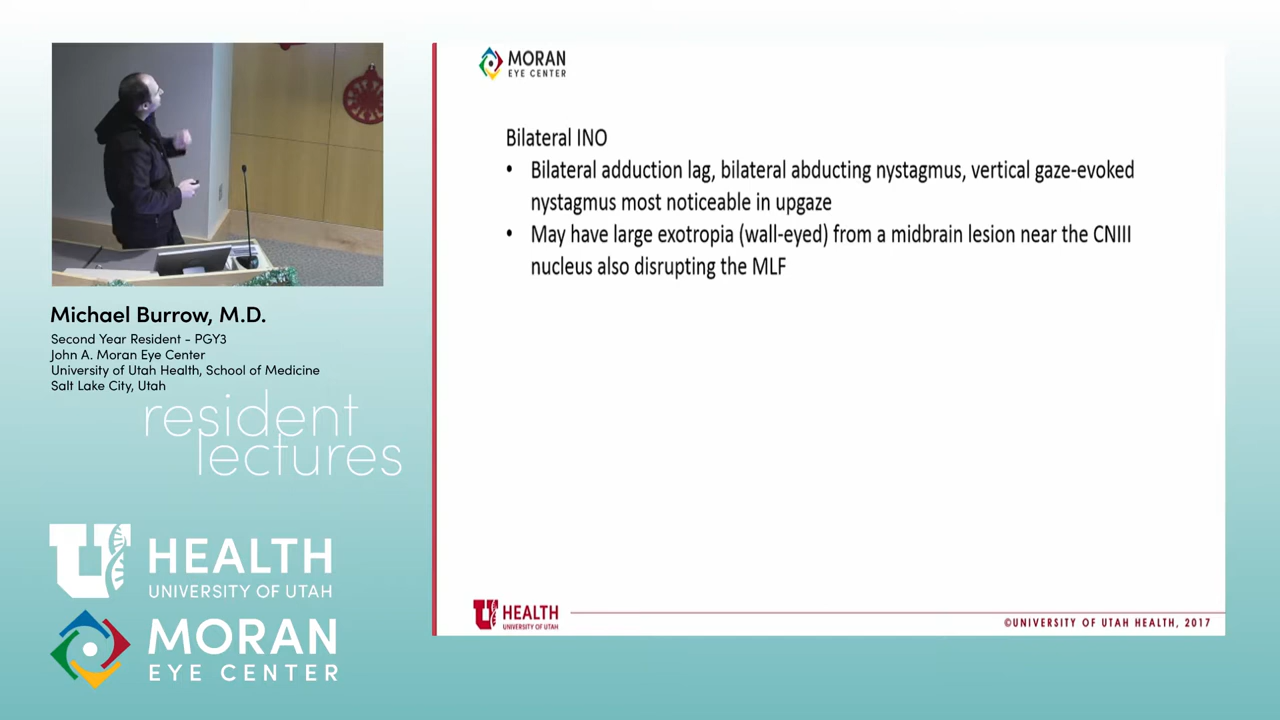 MORAN
EYE CENTER
Bilateral INO
• Bilateral adduction lag, bilateral abducting nystagmus, vertical gaze-evoked
nystagmus most noticeable in upgaze
• May have large exotropia (wall-eyed) from a midbrain lesion near the CNIII
nucleus also disrupting the MLF
Michael Burrow, M.D.
Second Year Resident - PGY3
John A. Moran Eye Center
University of Utah Health, School of Medicine
Salt Lake City, Utah
resident
lectures
U HEALTH
UNIVERSITY OF UTAH
MORAN
EYE CENTER
U HEALTH
UNIVERSITY OF UTAH
©UNIVERSITY OF UTAH HEALTH, 2017